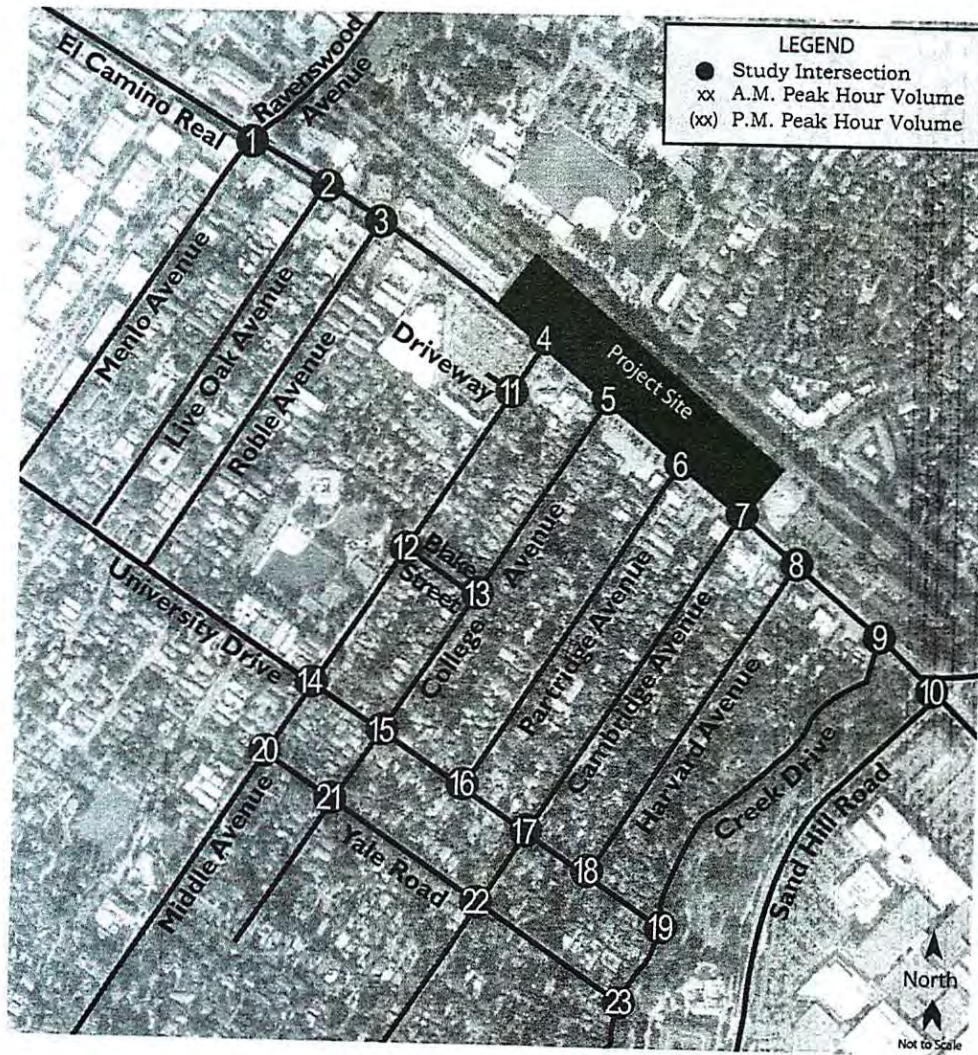 LEGEND
Study Intersection
xx A.M. Peak Hour Volume
(xx) P.M. Peak Hour Volume
El Camino Real
Ravenswood
Avenue
1
2
3
Menlo Avenue
Live Oak Avenue
Roble Avenue
Driveway
4
Project Site
11
5
6
7
12
Blake
Street
13
8
University Drive
College Avenue
Partridge Avenue
Cambridge Avenue
Harvard Avenue
9
10
14
15
16
17
18
19
Creek Drive
Sand Hill Road
20
21
Middle Avenue
Yale Road
22
23
North
Not to Scale